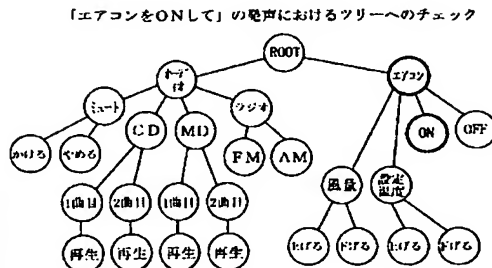 「エアコンをONして」の発声におけるツリーへのチェック
ROOT
オーディオ
エアコン
ミュート
CD
MD
ラジオ
ON
OFF
かける
やめる
FM
AM
風量
設定温度
1曲目
2曲目
1曲目
2曲目
再生
再生
再生
再生
上げる
下げる
上げる
下げる